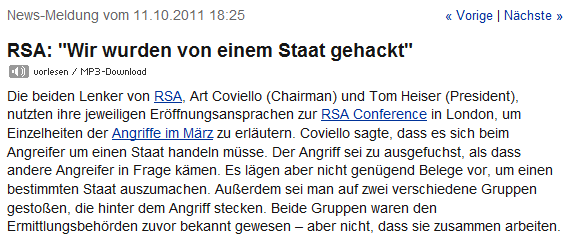 News-Meldung vom 11.10.2011 18:25
« Vorige | Nächste »
RSA: "Wir wurden von einem Staat gehackt"
vorlesen / MP3-Download
Die beiden Lenker von RSA, Art Coviello (Chairman) und Tom Heiser (President),
nutzten ihre jeweiligen Eröffnungsansprachen zur RSA Conference in London, um
Einzelheiten der Angriffe im März zu erläutern. Coviello sagte, dass es sich beim
Angreifer um einen Staat handeln müsse. Der Angriff sei zu ausgefuchst, als dass
andere Angreifer in Frage kämen. Es lägen aber nicht genügend Belege vor, um einen
bestimmten Staat auszumachen. Außerdem sei man auf zwei verschiedene Gruppen
gestoßen, die hinter dem Angriff stecken. Beide Gruppen waren den
Ermittlungsbehörden zuvor bekannt gewesen – aber nicht, dass sie zusammen arbeiten.